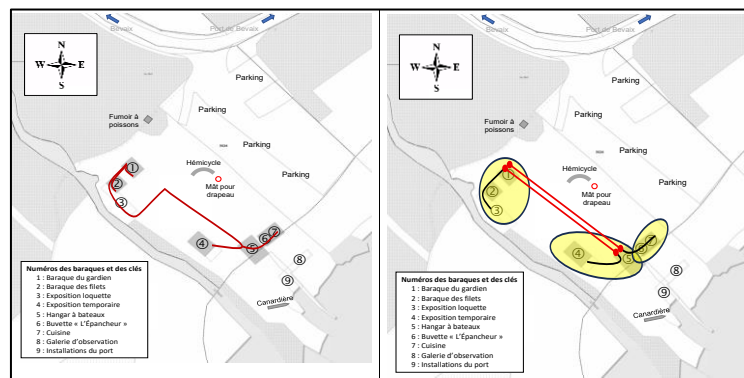 Bevaix
Port de Bevaix
N
W E
S
Parking
Parking
Parking
Parking
Fumoir à
poissons
Hémicycle
Mât pour
drapeau
①
②
③
④
⑤
⑥
⑦
⑧
⑨
Canardière
Numéros des baraques et des clés
1 : Baraque du gardien
2 : Baraque des filets
3 : Exposition loquette
4 : Exposition temporaire
5 : Hangar à bateaux
6 : Buvette « L'Épancheur »
7 : Cuisine
8 : Galerie d'observation
9 : Installations du port
Bevaix
Port de Bevaix
N
W E
S
Parking
Parking
Parking
Parking
Fumoir à
poissons
Hémicycle
Mât pour
drapeau
①
②
③
④
⑤
⑥
⑦
⑧
⑨
Canardière
Numéros des baraques et des clés
1 : Baraque du gardien
2 : Baraque des filets
3 : Exposition loquette
4 : Exposition temporaire
5 : Hangar à bateaux
6 : Buvette « L'Épancheur »
7 : Cuisine
8 : Galerie d'observation
9 : Installations du port